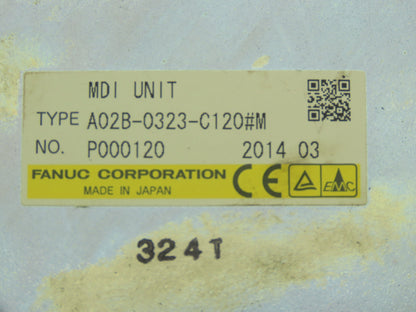 MDI UNIT
TYPE A02B-0323-C120#M
NO. P000120 2014 03
FANUC CORPORATION CE EMC
MADE IN JAPAN
324T